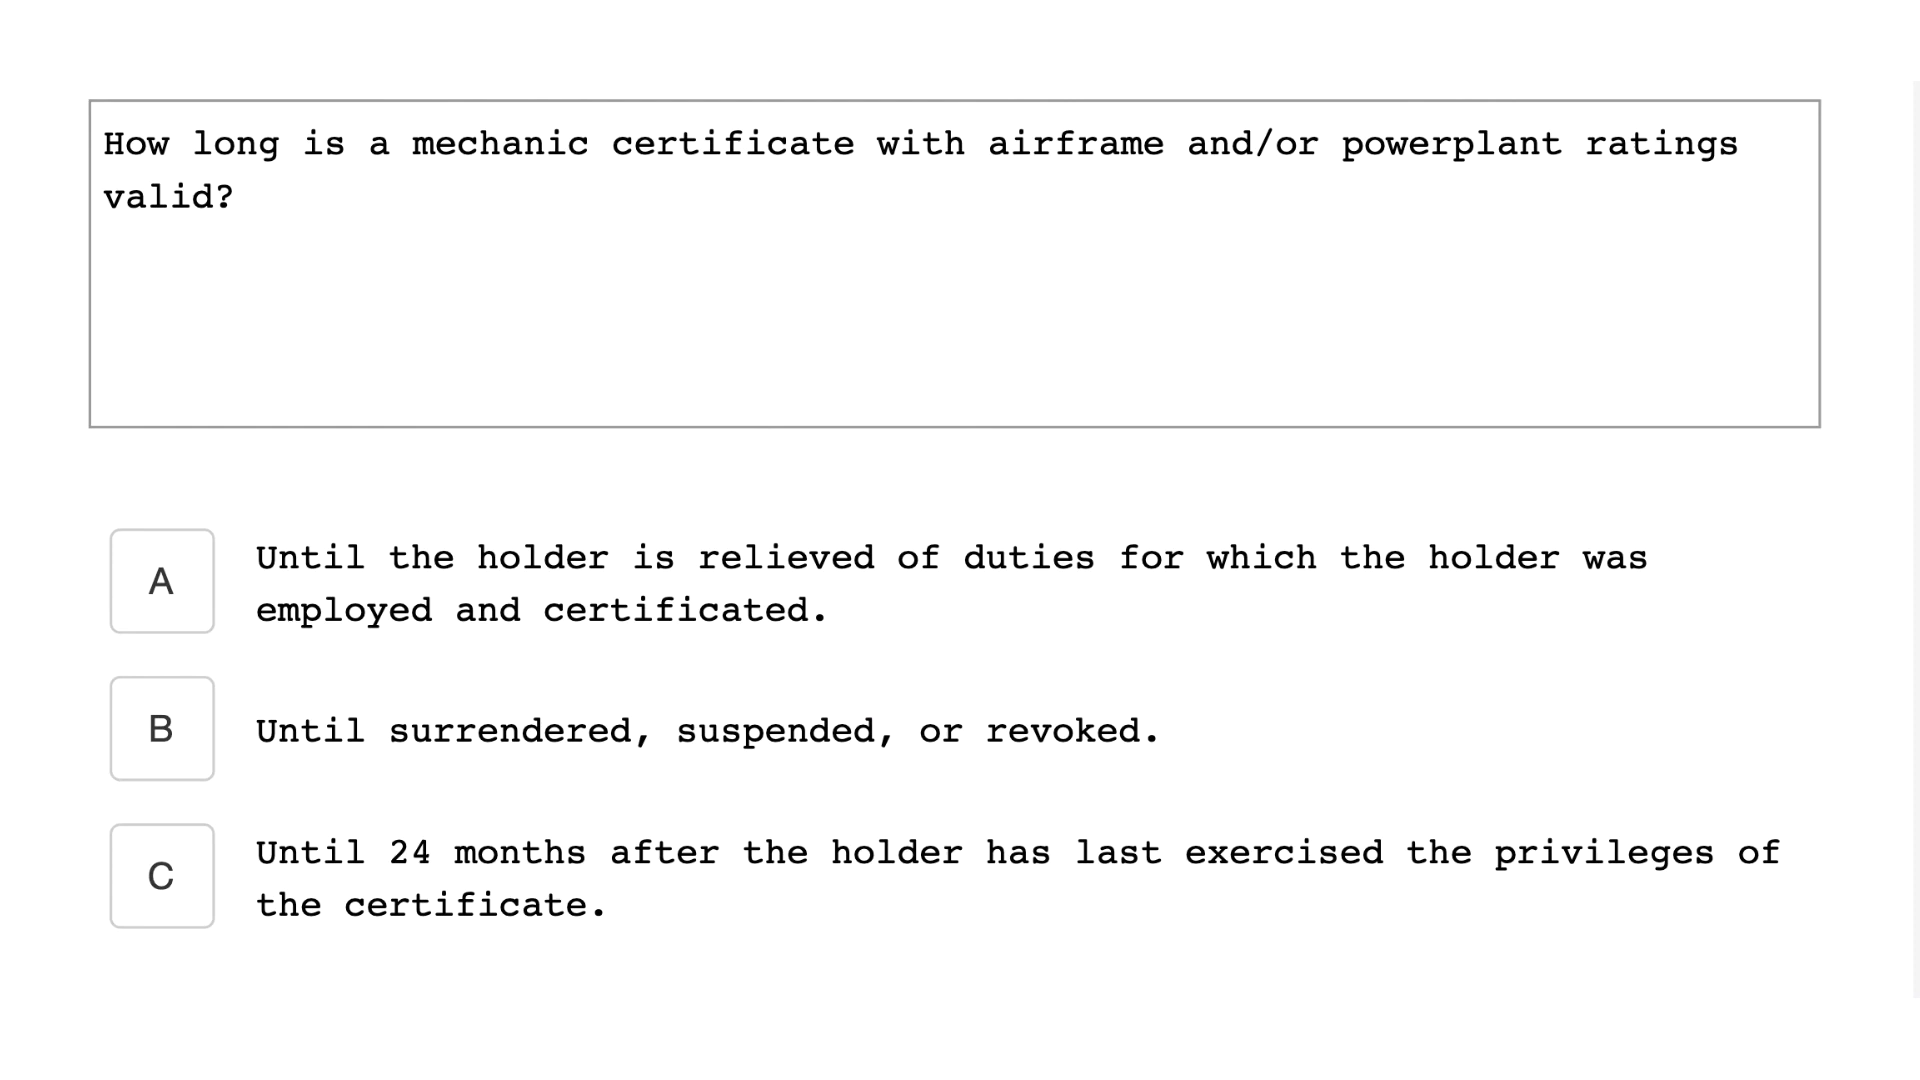 How long is a mechanic certificate with airframe and/or powerplant ratings
valid?
A
Until the holder is relieved of duties for which the holder was
employed and certificated.
B
Until surrendered, suspended, or revoked.
C
Until 24 months after the holder has last exercised the privileges of
the certificate.